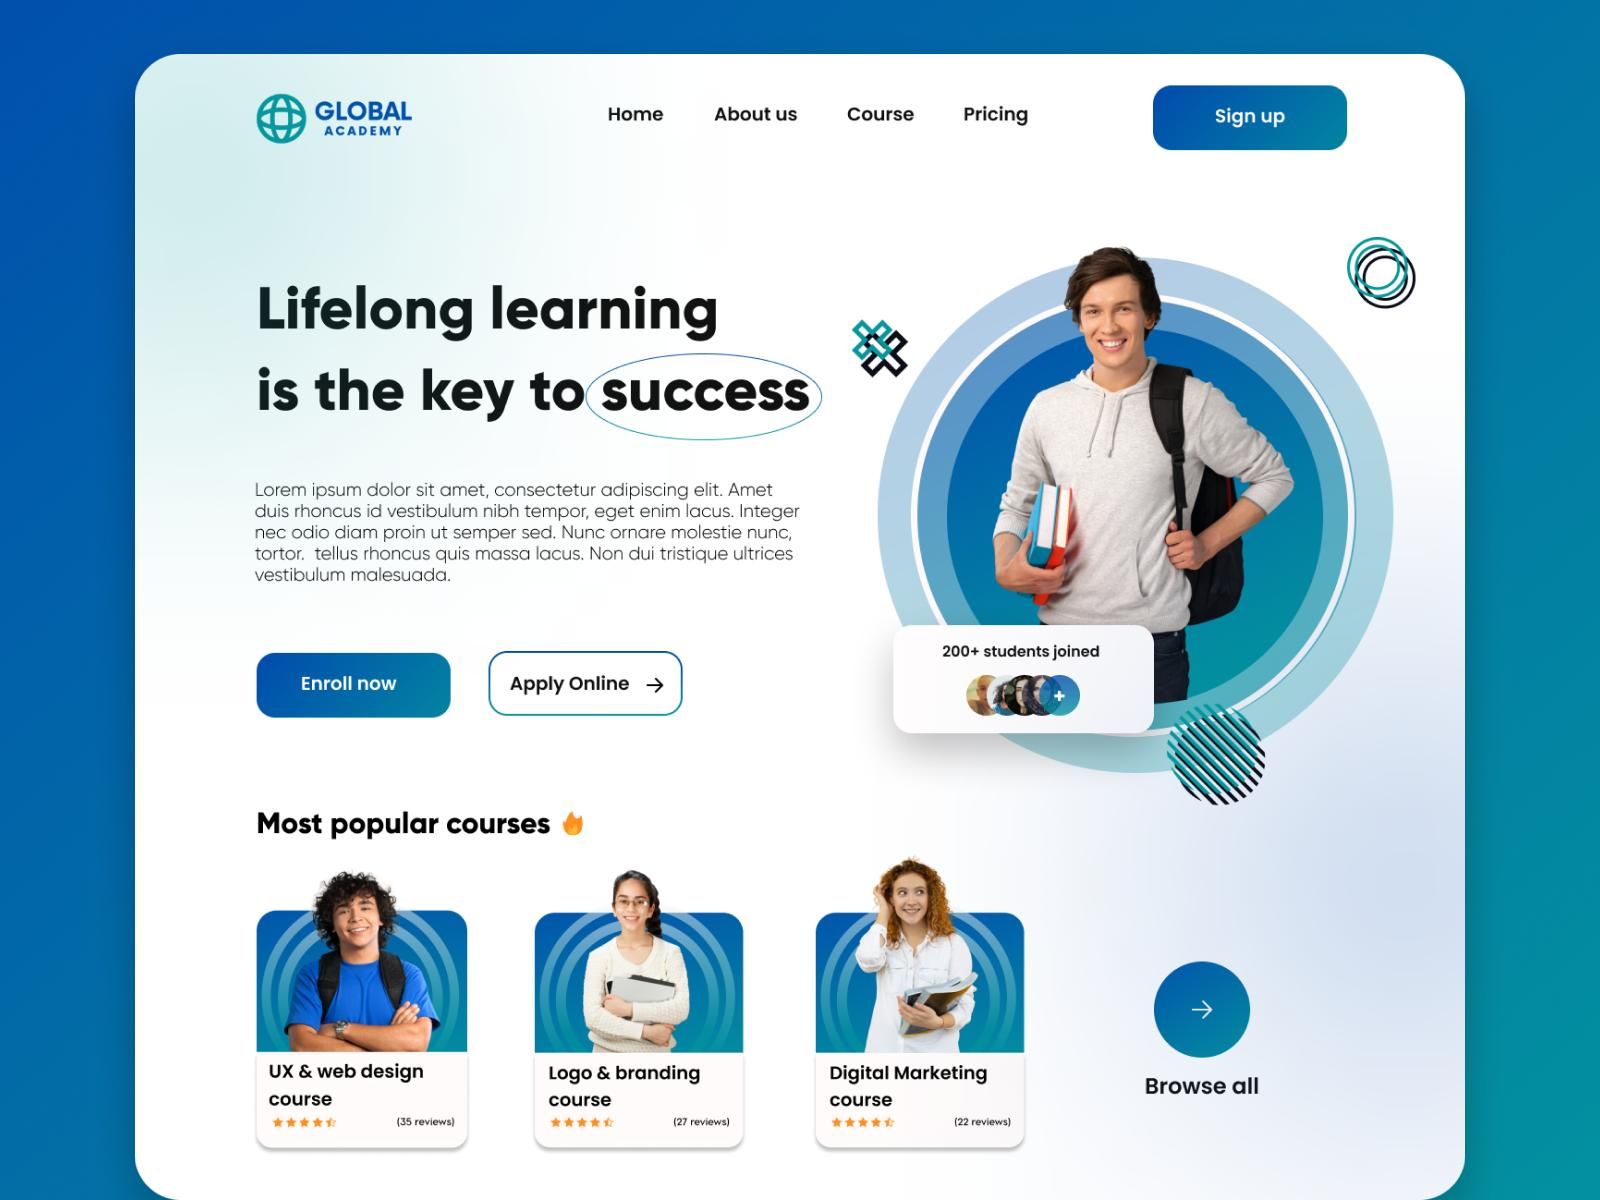 GLOBAL
ACADEMY
Home
About us
Course
Pricing
Sign up
Lifelong learning
is the key to success
Lorem ipsum dolor sit amet, consectetur adipiscing elit. Amet
duis rhoncus id vestibulum nibh tempor, eget enim lacus. Integer
nec odio diam proin ut semper sed. Nunc ornare molestie nunc,
tortor.  tellus rhoncus quis massa lacus. Non dui tristique ultrices
vestibulum malesuada.
Enroll now
Apply Online
200+ students joined
+
Most popular courses
UX & web design
course
(35 reviews)
Logo & branding
course
(27 reviews)
Digital Marketing
course
(22 reviews)
Browse all